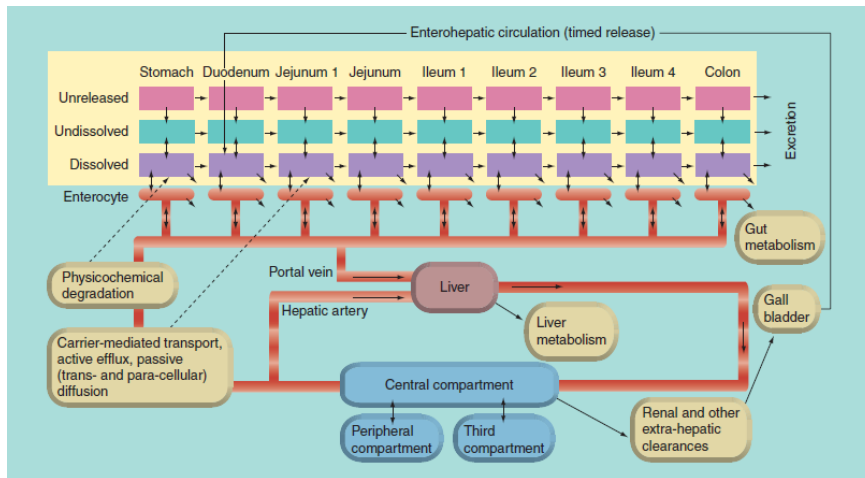 Enterohepatic circulation (timed release)
Stomach Duodenum Jejunum 1 Jejunum Ileum 1 Ileum 2 Ileum 3 Ileum 4 Colon
Unreleased
Undissolved
Dissolved
Excretion
Enterocyte
Gut
metabolism
Physicochemical
degradation
Portal vein
Liver
Hepatic artery
Liver
metabolism
Gall
bladder
Carrier-mediated transport,
active efflux, passive
(trans- and para-cellular)
diffusion
Central compartment
Peripheral
compartment
Third
compartment
Renal and other
extra-hepatic
clearances